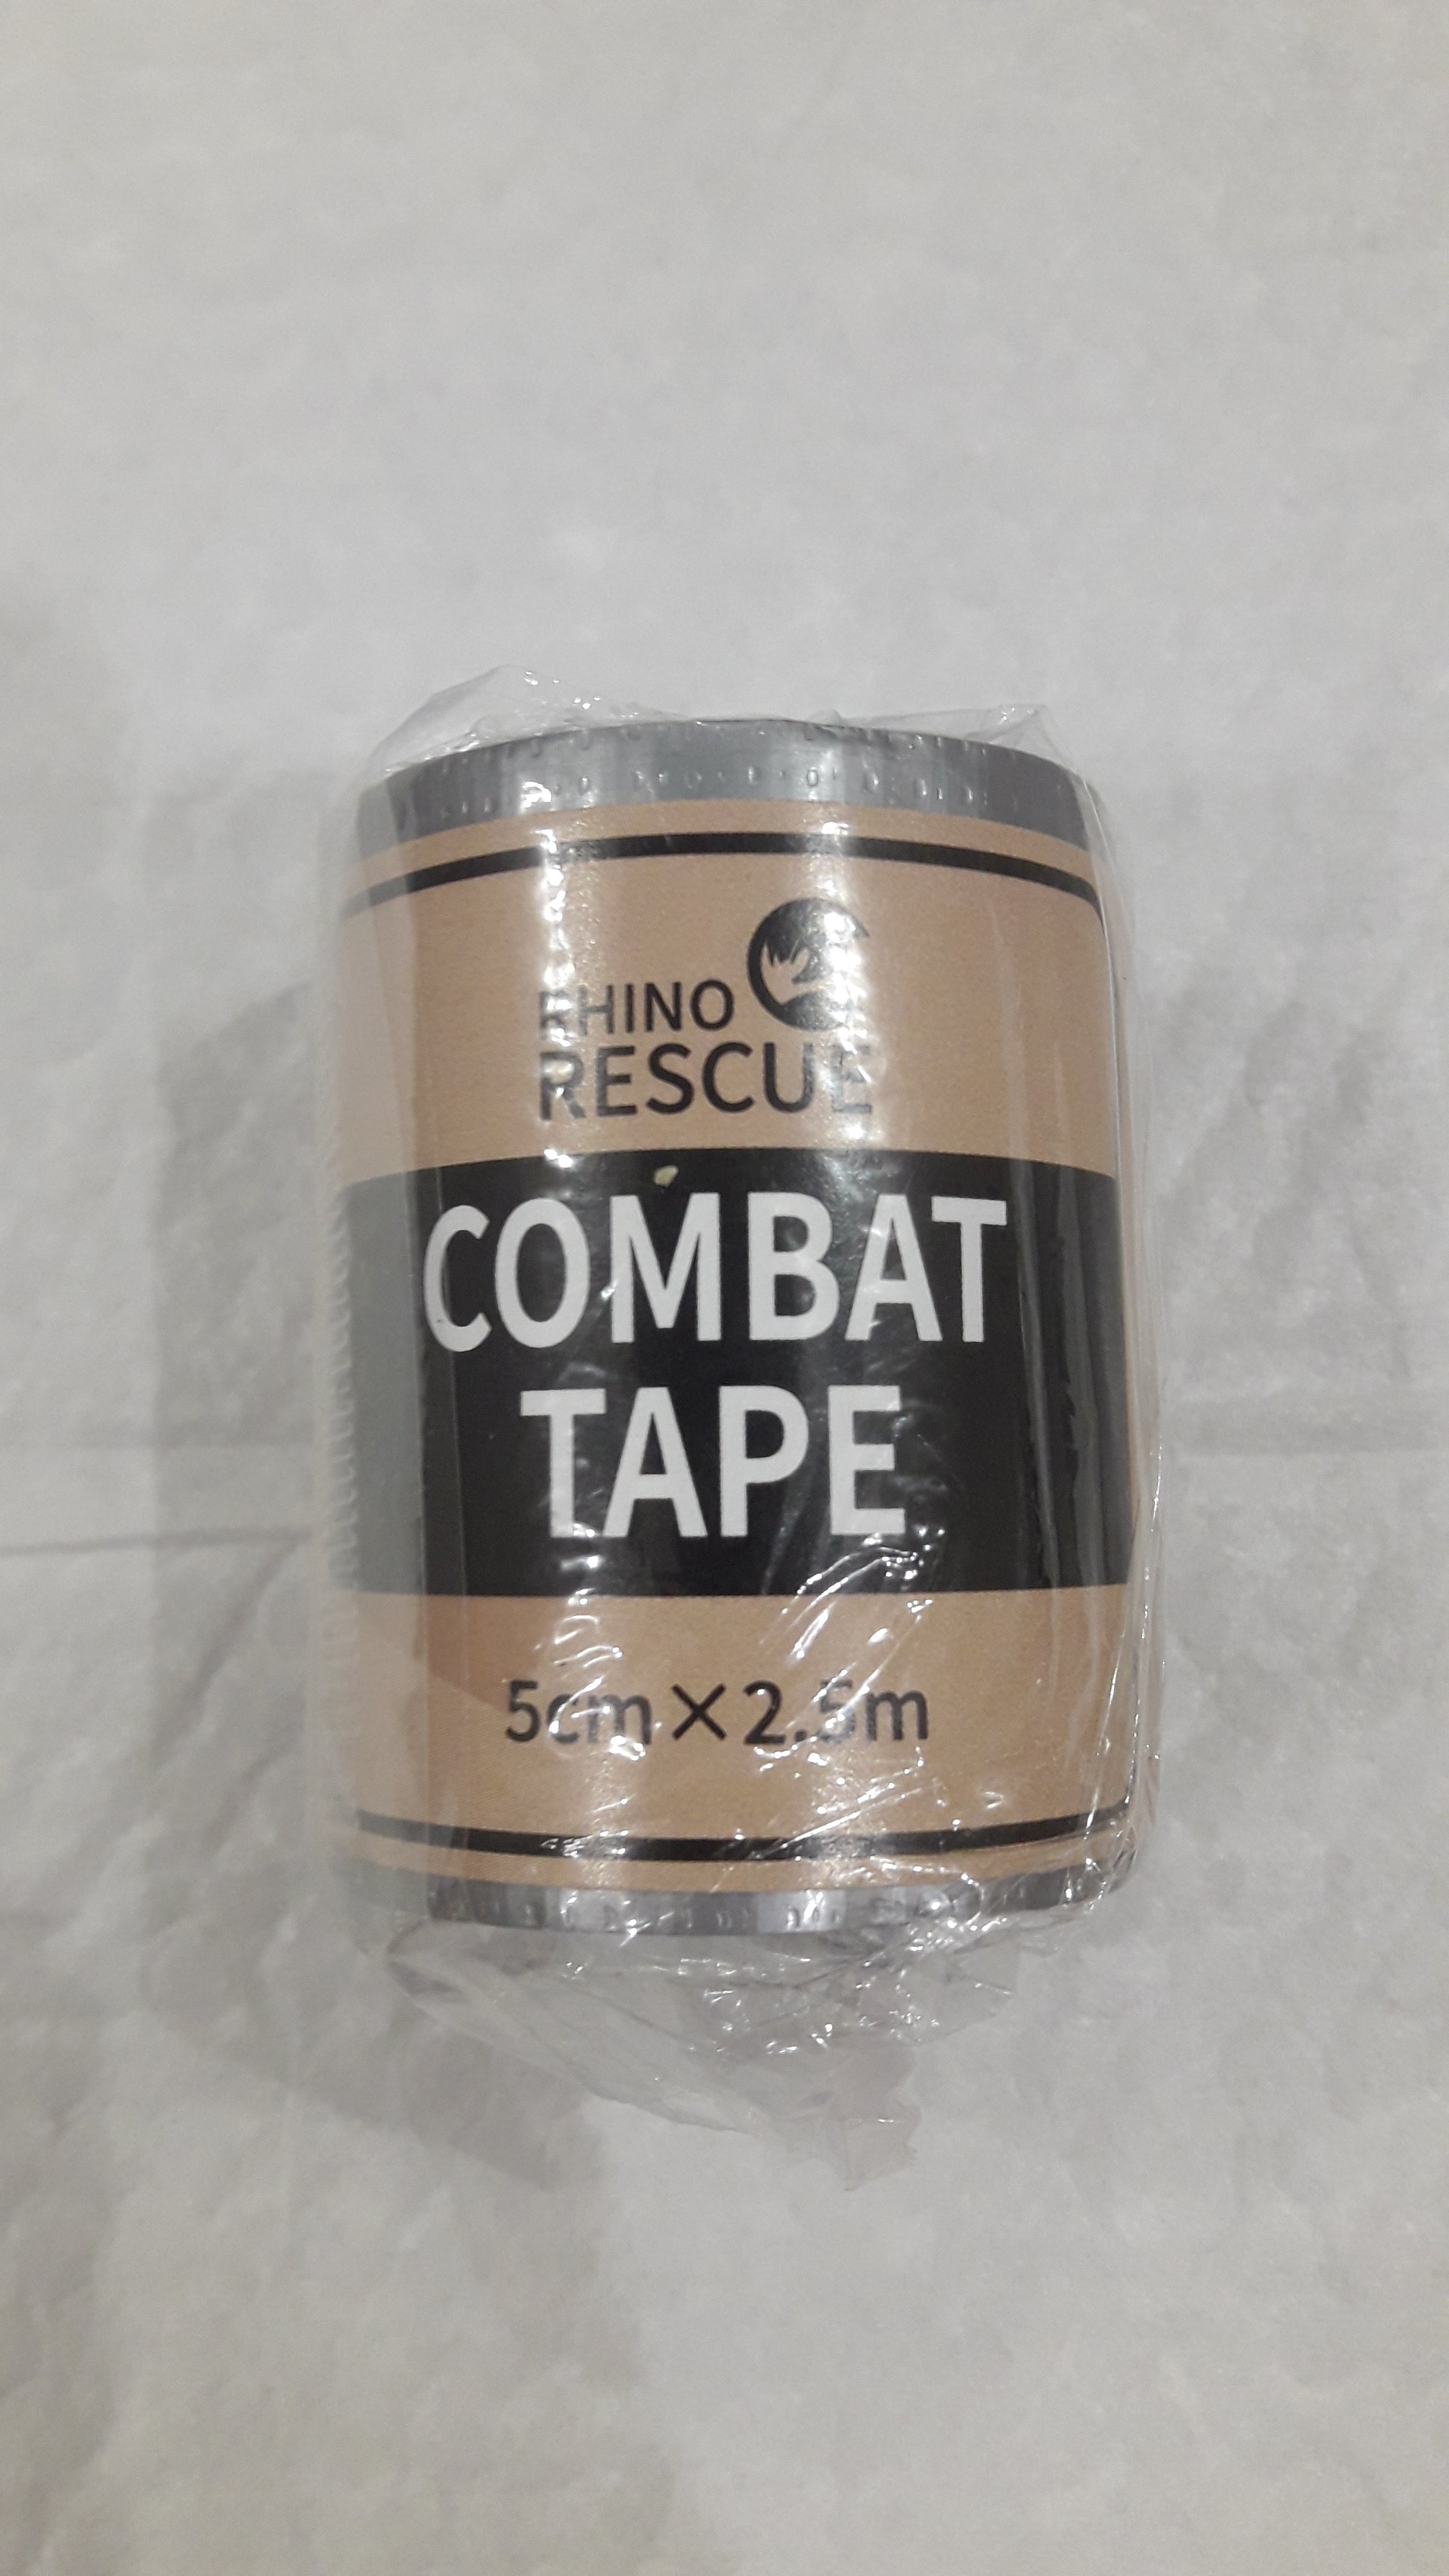 RHINO
RESCUE
COMBAT
TAPE
5cm×2.5m